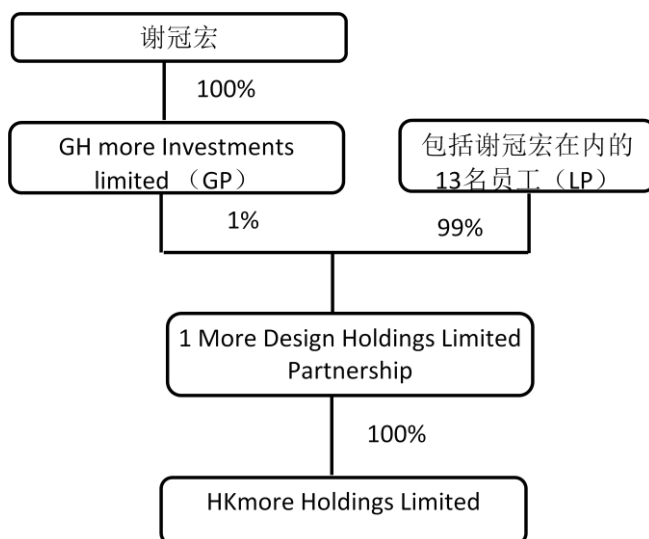 谢冠宏
100%
GH more Investments
limited （GP）
包括谢冠宏在内的
13名员工（LP）
1%
99%
1 More Design Holdings Limited
Partnership
100%
HKmore Holdings Limited